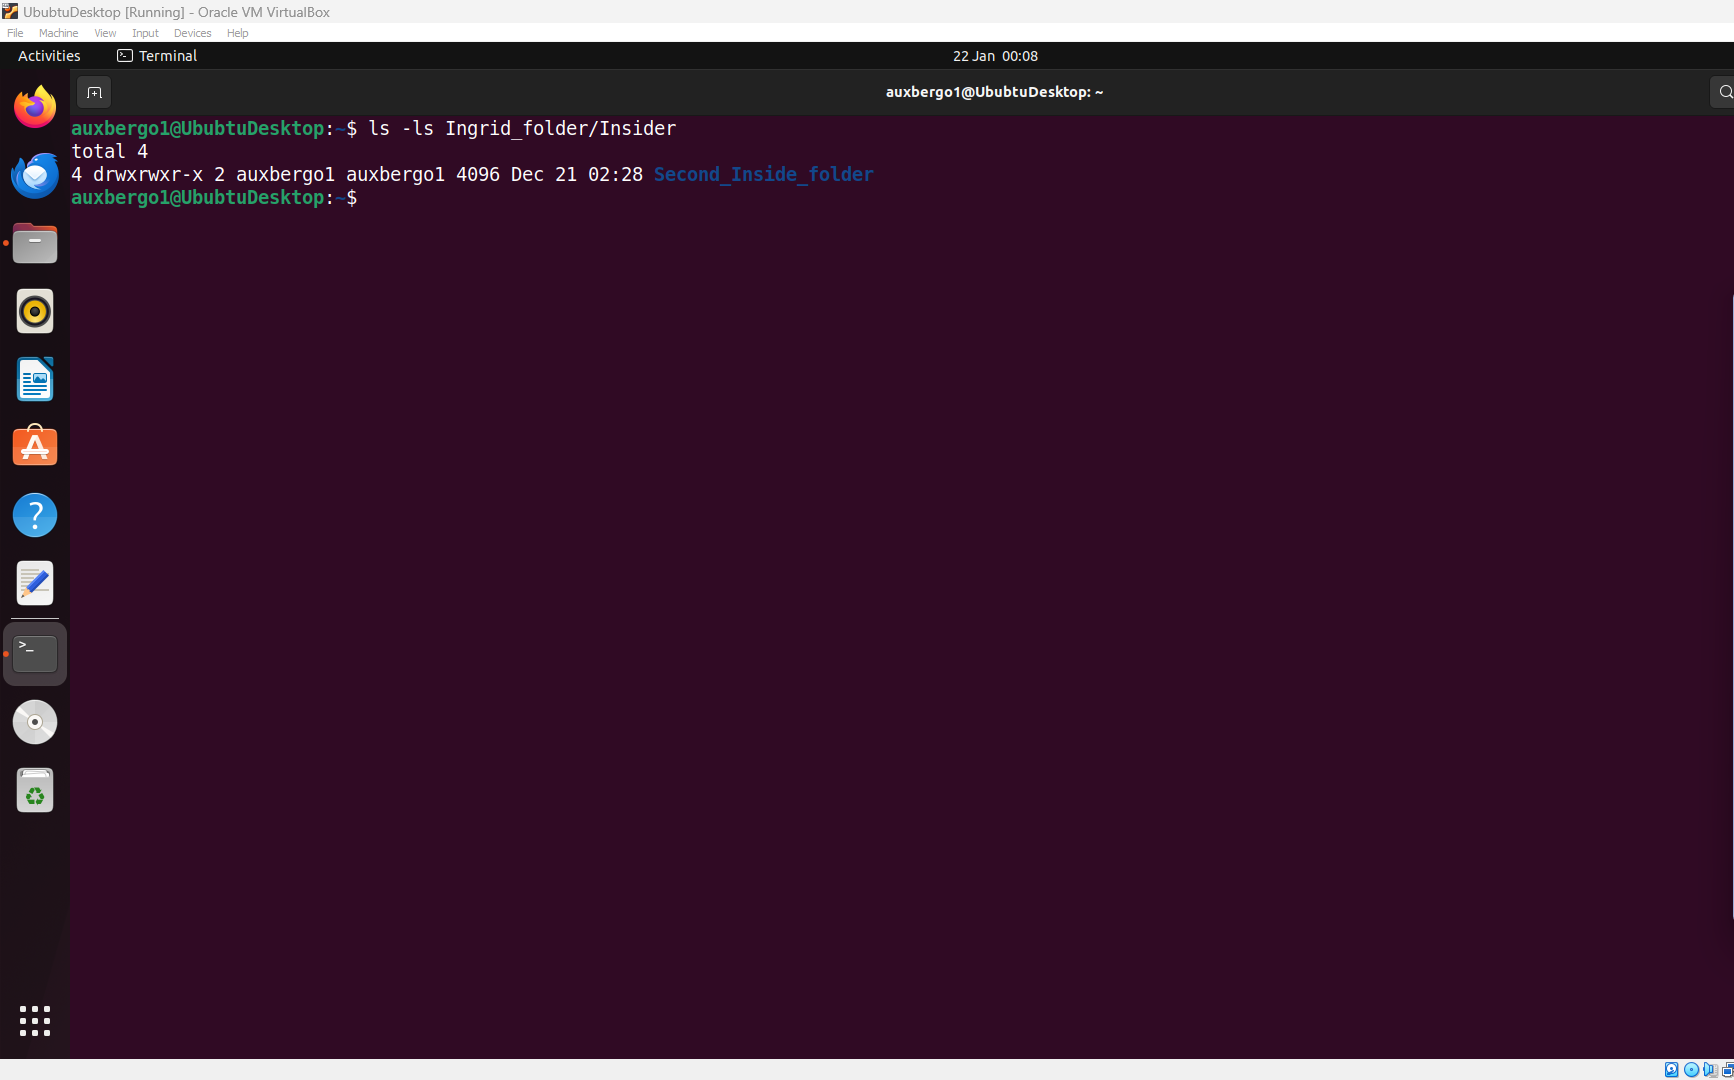 UbubtuDesktop [Running] - Oracle VM VirtualBox
File Machine View Input Devices Help
Activities Terminal 22 Jan 00:08
auxbergo1@UbubtuDesktop: ~
auxbergo1@UbubtuDesktop:~$ ls -ls Ingrid_folder/Insider
total 4
4 drwxrwxr-x 2 auxbergo1 auxbergo1 4096 Dec 21 02:28 Second_Inside_folder
auxbergo1@UbubtuDesktop:~$